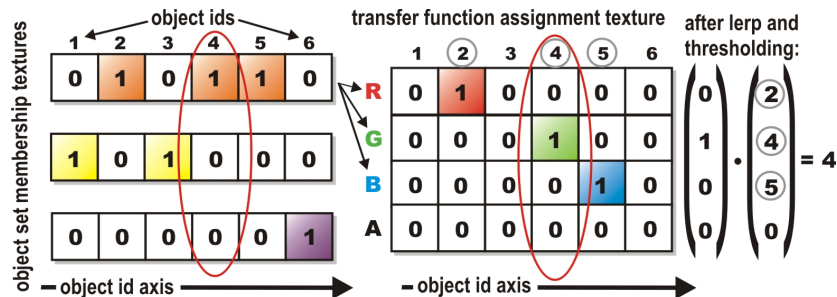 object ids
transfer function assignment texture
after lerp and
thresholding:
object set membership textures
1 2 3 4 5 6
0 1 0 1 1 0
1 0 1 0 0 0
0 0 0 0 0 1
object id axis
1 2 3 4 5 6
R 0 1 0 0 0 0
G 0 0 0 1 0 0
B 0 0 0 0 1 0
A 0 0 0 0 0 0
object id axis
0 2
1 4
0 5
0 0
· = 4